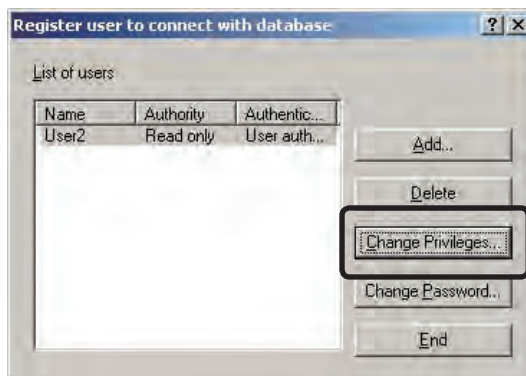 Register user to connect with database
List of users
Name Authority Authentic...
User2 Read only User auth...
Add...
Delete
Change Privileges...
Change Password...
End